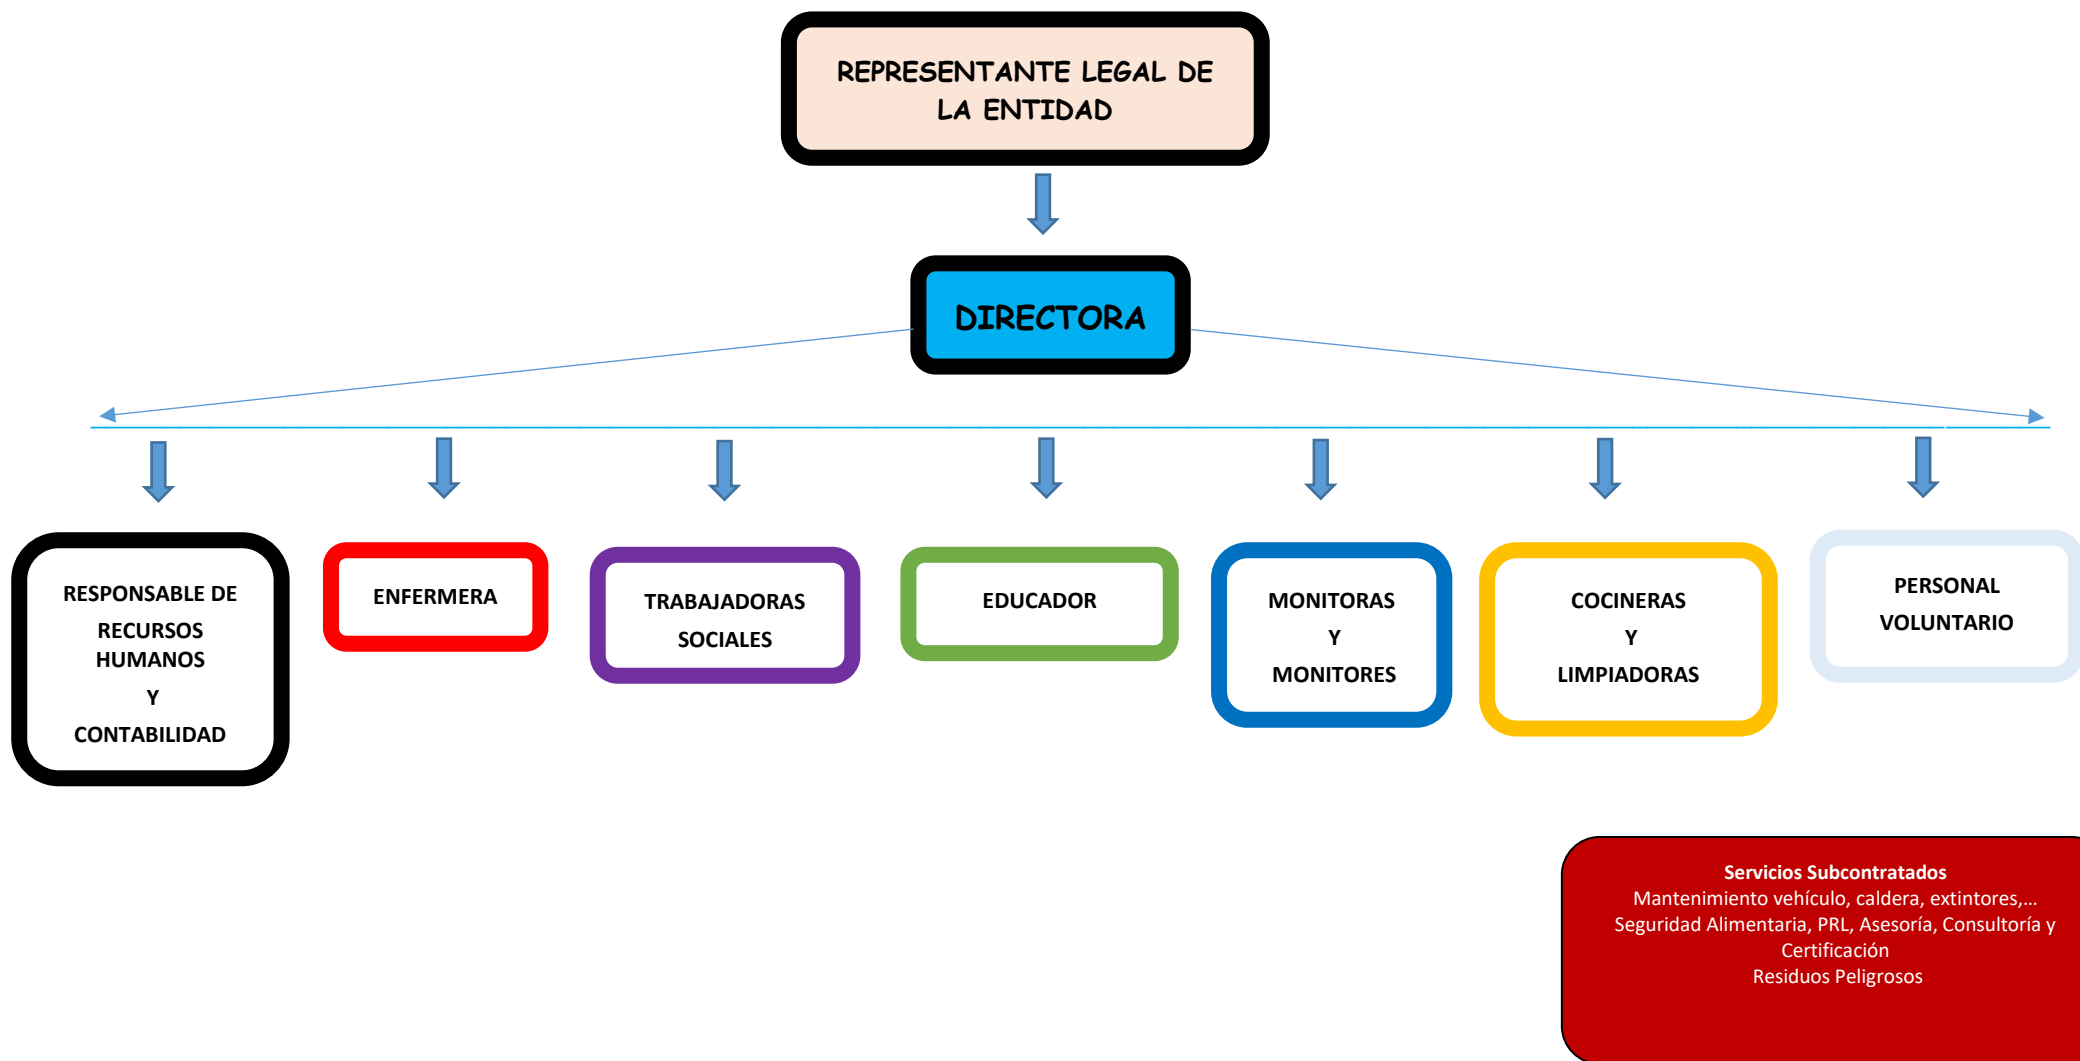 REPRESENTANTE LEGAL DE
LA ENTIDAD
DIRECTORA
RESPONSABLE DE
RECURSOS
HUMANOS
Y
CONTABILIDAD
ENFERMERA
TRABAJADORAS
SOCIALES
EDUCADOR
MONITORAS
Y
MONITORES
COCINERAS
Y
LIMPIADORAS
PERSONAL
VOLUNTARIO
Servicios Subcontratados
Mantenimiento vehículo, caldera, extintores,...
Seguridad Alimentaria, PRL, Asesoría, Consultoría y
Certificación
Residuos Peligrosos